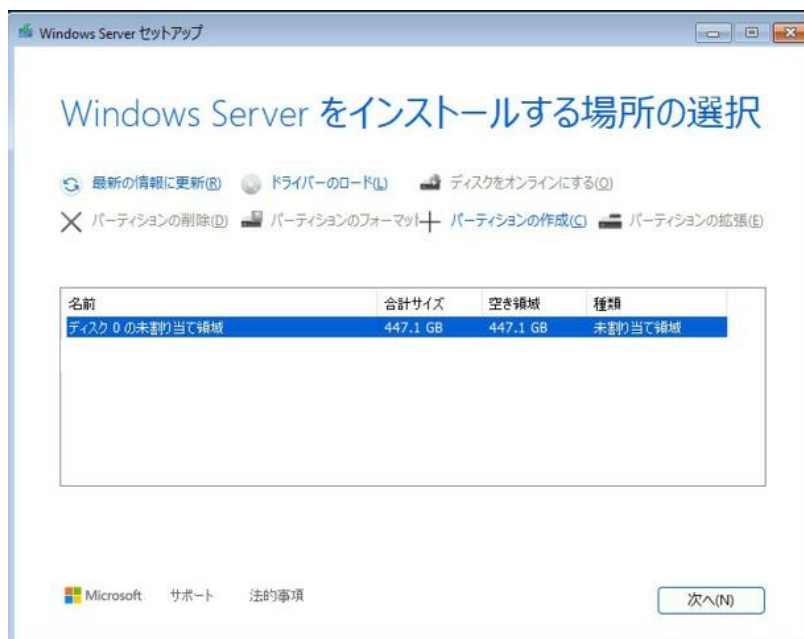 Windows Server セットアップ
Windows Server をインストールする場所の選択
最新の情報に更新(R) ドライバーのロード(L) ディスクをオンラインにする(O)
パーティションの削除(D) パーティションのフォーマット パーティションの作成(C) パーティションの拡張(E)
名前 合計サイズ 空き領域 種類
ディスク 0 の未割り当て領域 447.1 GB 447.1 GB 未割り当て領域
Microsoft サポート 法的事項 次へ(N)